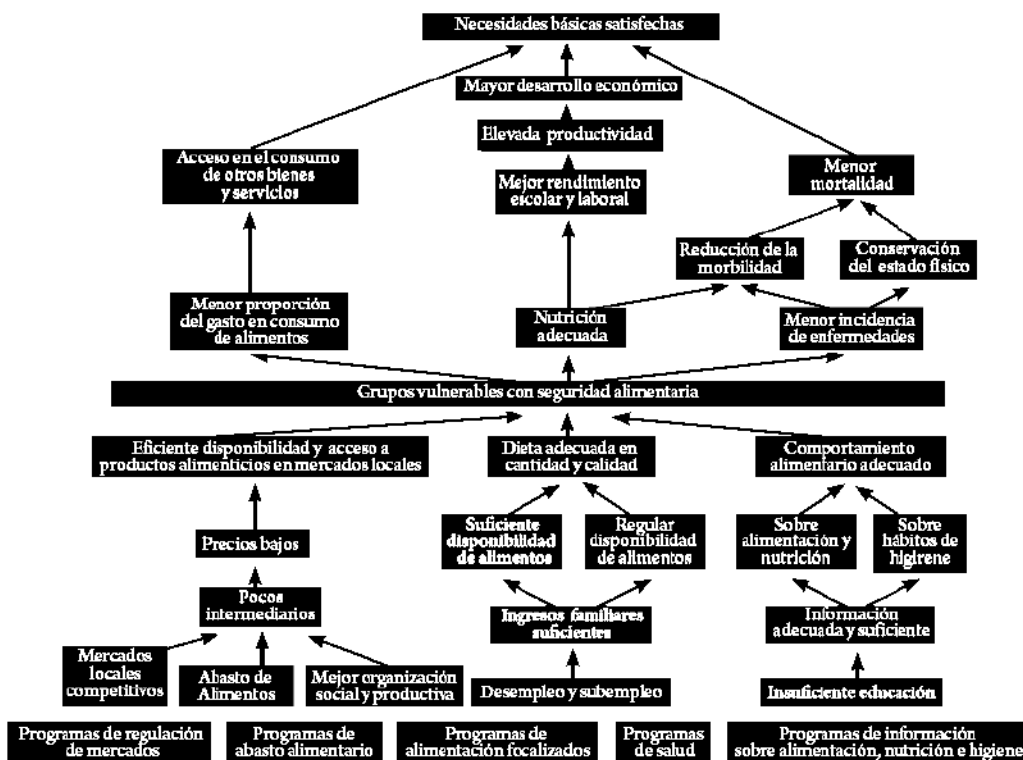 Necesidades básicas satisfechas
Mayor desarrollo económico
Elevada productividad
Acceso en el consumo
de otros bienes
y servicios
Mejor rendimiento
escolar y laboral
Menor
mortalidad
Reducción de la
morbilidad
Conservación
del estado físico
Menor proporción
del gasto en consumo
de alimentos
Nutrición
adecuada
Menor incidencia
de enfermedades
Grupos vulnerables con seguridad alimentaria
Eficiente disponibilidad y acceso a
productos alimenticios en mercados locales
Dieta adecuada en
cantidad y calidad
Comportamiento
alimentario adecuado
Precios bajos
Suficiente
disponibilidad
de alimentos
Regular
disponibilidad
de alimentos
Sobre
alimentación y
nutrición
Sobre
hábitos de
higirene
Pocos
intermediarios
Ingresos familiares
suficientes
Información
adecuada y suficiente
Mercados
locales
competitivos
Abasto de
Alimentos
Mejor organización
social y productiva
Desempleo y subempleo
Insuficiente educación
Programas de regulación
de mercados
Programas de
abasto alimentario
Programas de
alimentación focalizados
Programas
de salud
Programas de información
sobre alimentación, nutrición e higiene